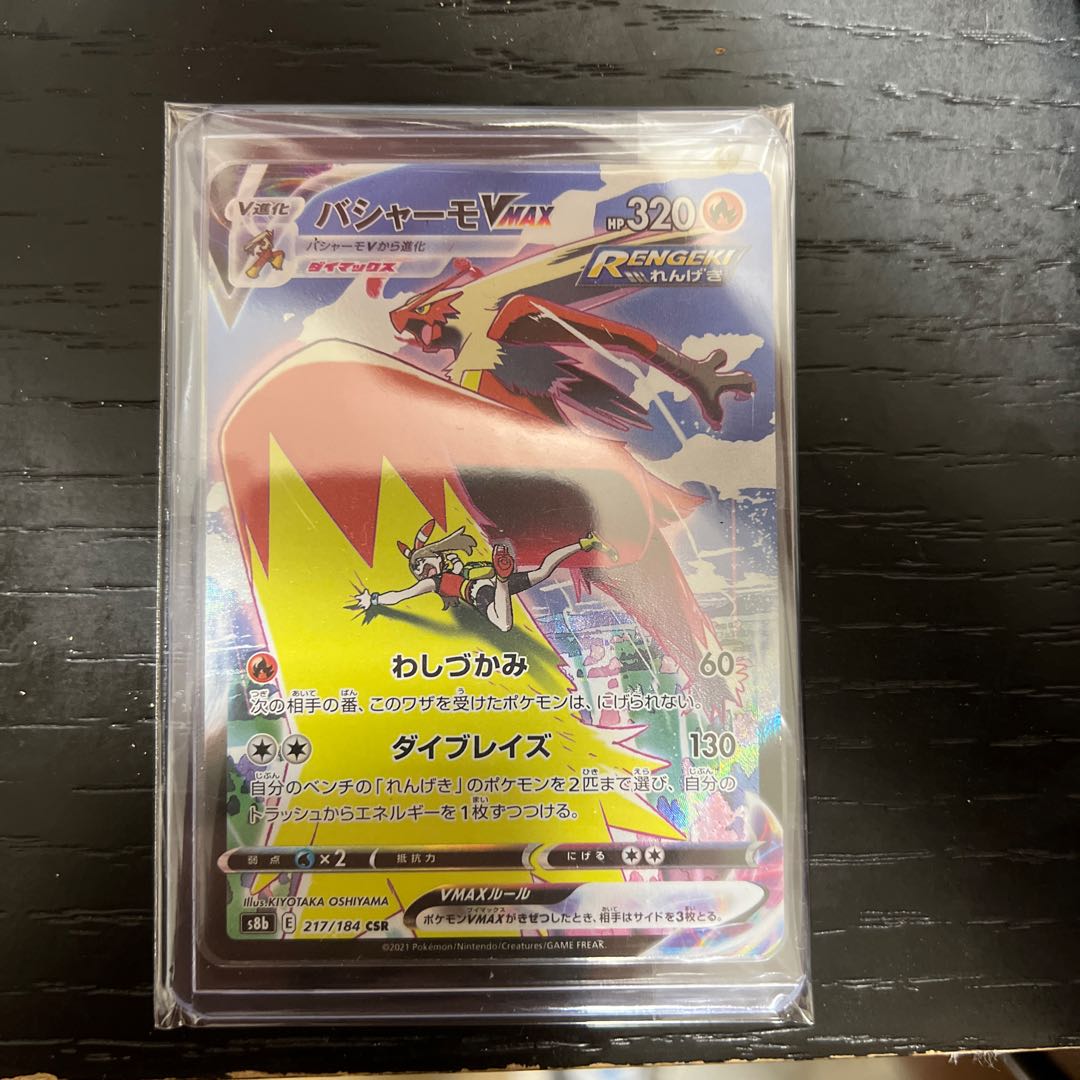 V進化
バシャーモVMAX
HP320
バシャーモVから進化
ダイマックス
RENGEKI
れんげき
わしづかみ 60
次の相手の番、このワザを受けたポケモンは、にげられない。
ダイブレイズ 130
自分のベンチの「れんげき」のポケモンを2匹まで選び、自分の
トラッシュからエネルギーを1枚ずつつける。
弱点 ×2 抵抗力 にげる
Illus.KIYOTAKA OSHIYAMA
VMAXルール
ポケモンVMAXがきぜつしたとき、相手はサイドを3枚とる。
s8b E 217/184 CSR
©2021 Pokémon/Nintendo/Creatures/GAME FREAK.